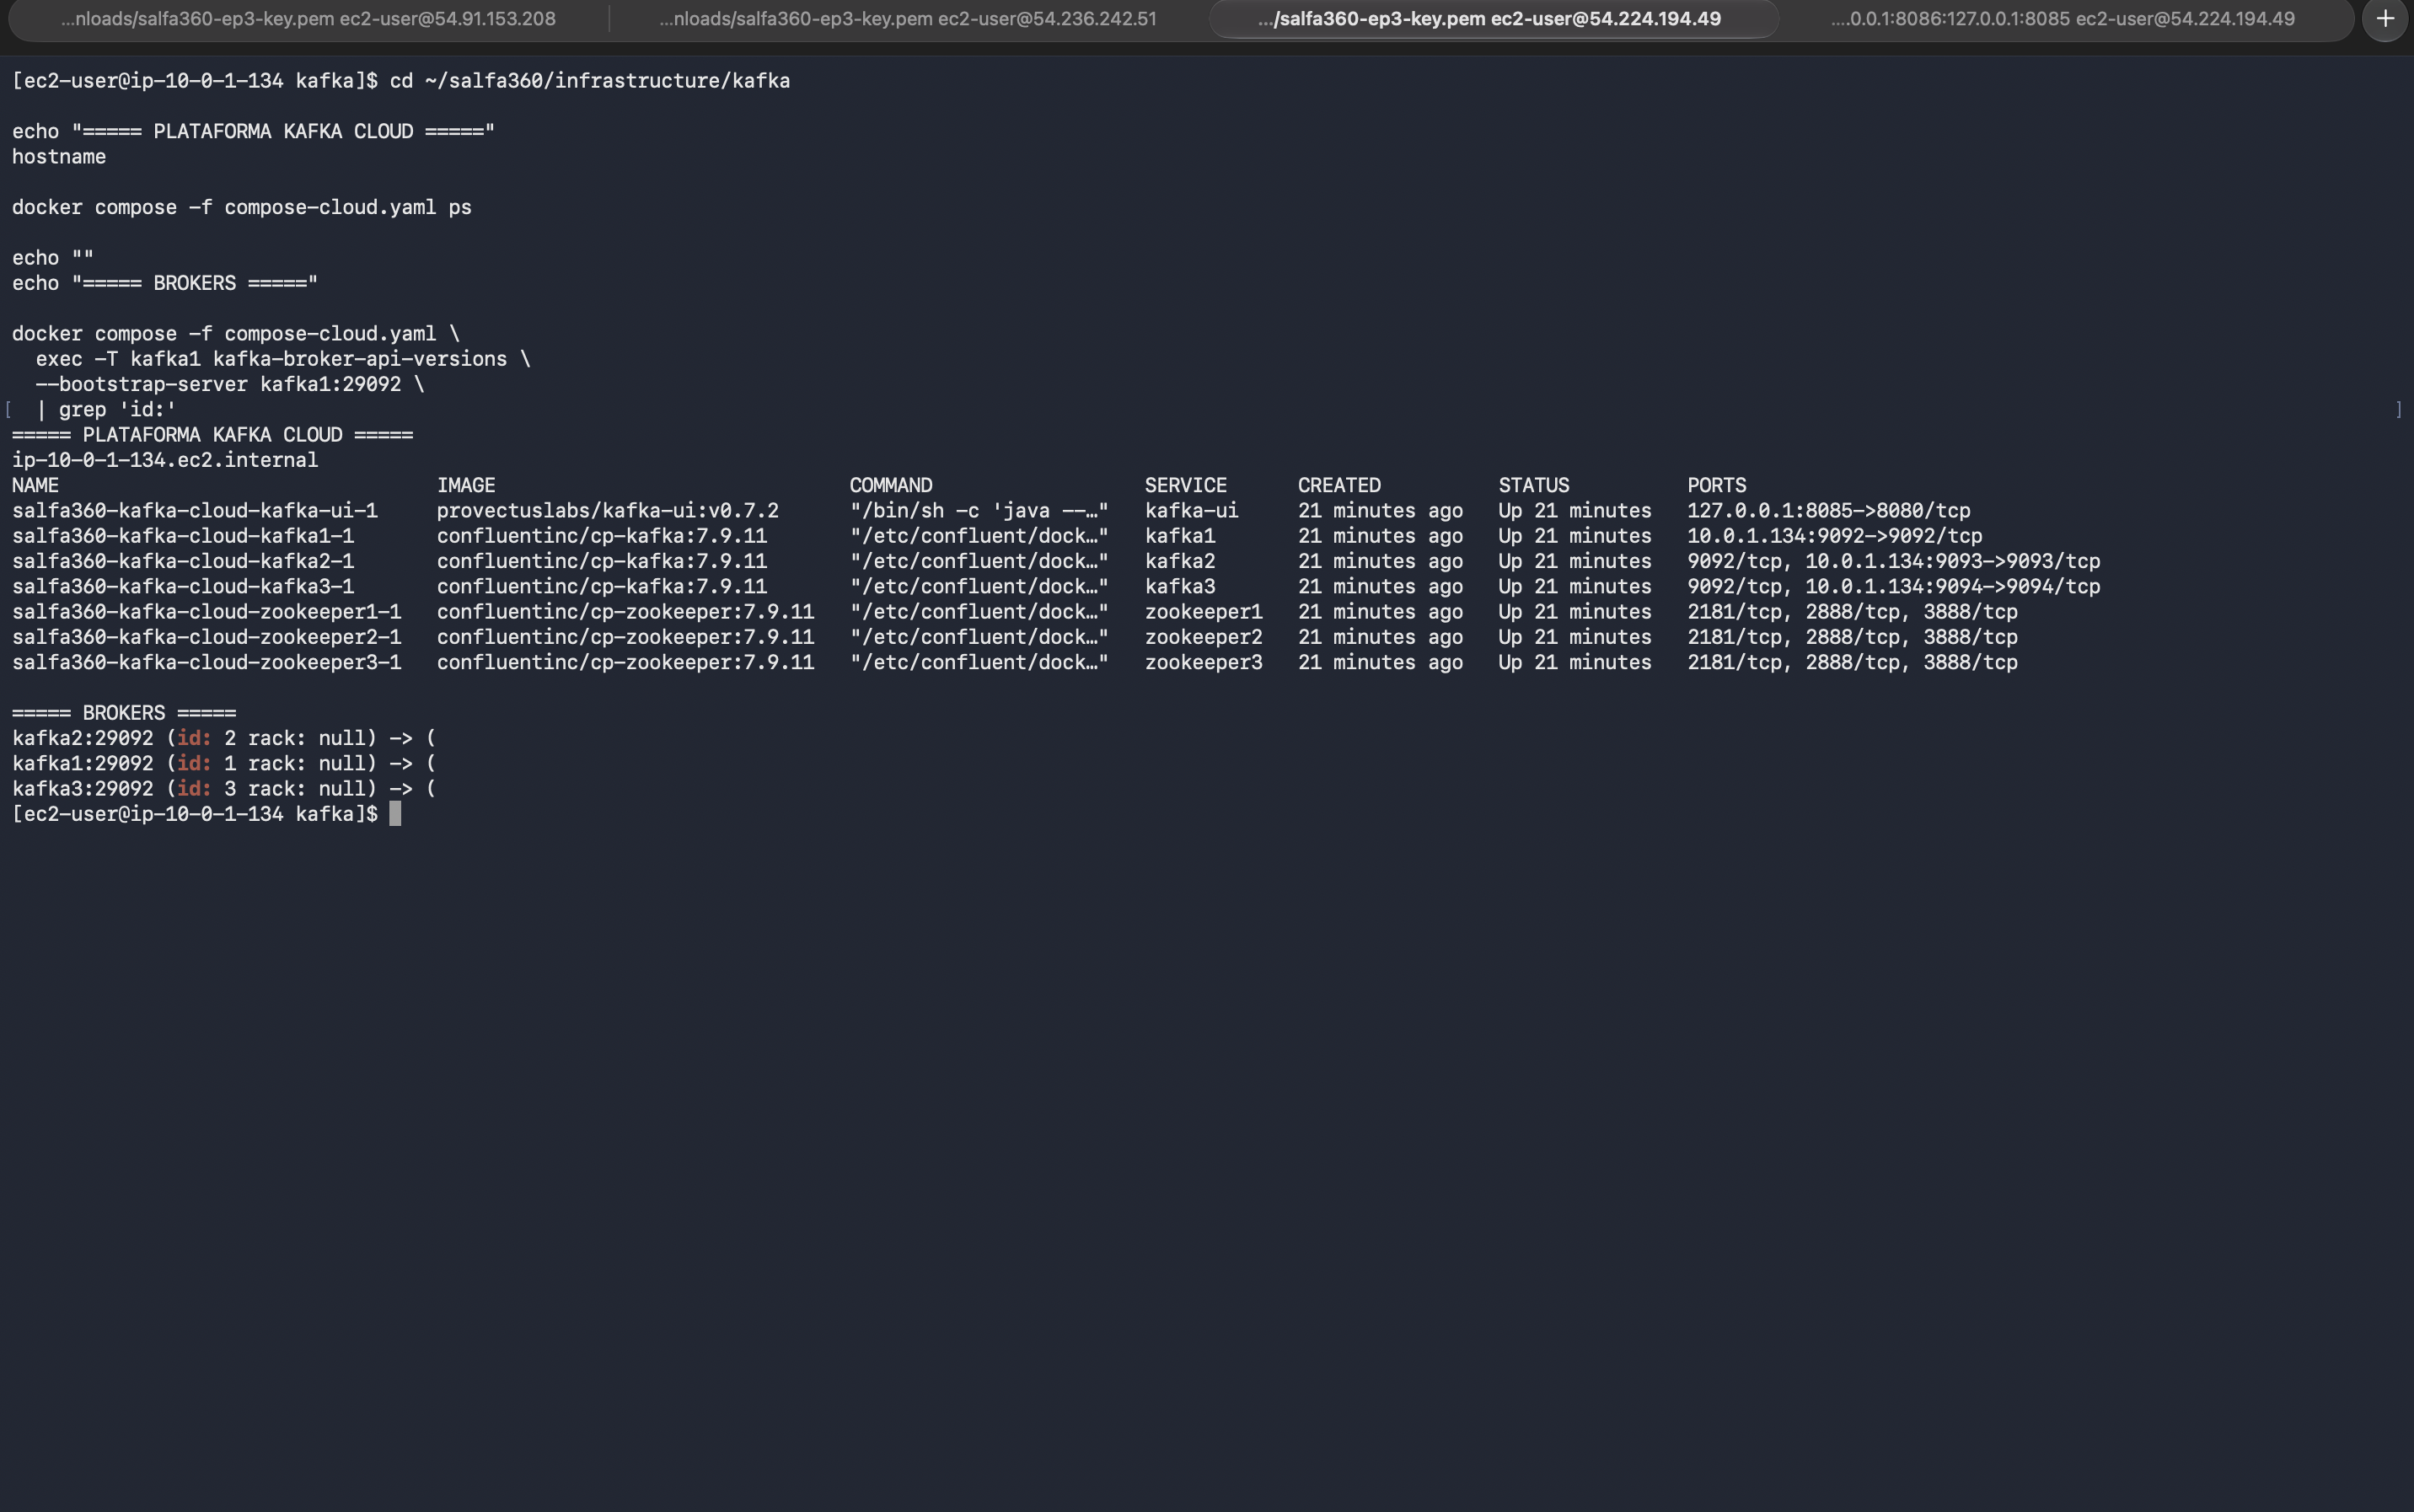 ...nloads/salfa360-ep3-key.pem ec2-user@54.91.153.208
...nloads/salfa360-ep3-key.pem ec2-user@54.236.242.51
.../salfa360-ep3-key.pem ec2-user@54.224.194.49
....0.0.1:8086:127.0.0.1:8085 ec2-user@54.224.194.49
+
[ec2-user@ip-10-0-1-134 kafka]$ cd ~/salfa360/infrastructure/kafka
echo "===== PLATAFORMA KAFKA CLOUD ====="
hostname
docker compose -f compose-cloud.yaml ps
echo ""
echo "===== BROKERS ====="
docker compose -f compose-cloud.yaml \
  exec -T kafka1 kafka-broker-api-versions \
  --bootstrap-server kafka1:29092 \
[  | grep 'id:' ]
===== PLATAFORMA KAFKA CLOUD =====
ip-10-0-1-134.ec2.internal
NAME IMAGE COMMAND SERVICE CREATED STATUS PORTS
salfa360-kafka-cloud-kafka-ui-1 provectuslabs/kafka-ui:v0.7.2 "/bin/sh -c 'java --…" kafka-ui 21 minutes ago Up 21 minutes 127.0.0.1:8085->8080/tcp
salfa360-kafka-cloud-kafka1-1 confluentinc/cp-kafka:7.9.11 "/etc/confluent/dock…" kafka1 21 minutes ago Up 21 minutes 10.0.1.134:9092->9092/tcp
salfa360-kafka-cloud-kafka2-1 confluentinc/cp-kafka:7.9.11 "/etc/confluent/dock…" kafka2 21 minutes ago Up 21 minutes 9092/tcp, 10.0.1.134:9093->9093/tcp
salfa360-kafka-cloud-kafka3-1 confluentinc/cp-kafka:7.9.11 "/etc/confluent/dock…" kafka3 21 minutes ago Up 21 minutes 9092/tcp, 10.0.1.134:9094->9094/tcp
salfa360-kafka-cloud-zookeeper1-1 confluentinc/cp-zookeeper:7.9.11 "/etc/confluent/dock…" zookeeper1 21 minutes ago Up 21 minutes 2181/tcp, 2888/tcp, 3888/tcp
salfa360-kafka-cloud-zookeeper2-1 confluentinc/cp-zookeeper:7.9.11 "/etc/confluent/dock…" zookeeper2 21 minutes ago Up 21 minutes 2181/tcp, 2888/tcp, 3888/tcp
salfa360-kafka-cloud-zookeeper3-1 confluentinc/cp-zookeeper:7.9.11 "/etc/confluent/dock…" zookeeper3 21 minutes ago Up 21 minutes 2181/tcp, 2888/tcp, 3888/tcp
===== BROKERS =====
kafka2:29092 (id: 2 rack: null) -> (
kafka1:29092 (id: 1 rack: null) -> (
kafka3:29092 (id: 3 rack: null) -> (
[ec2-user@ip-10-0-1-134 kafka]$